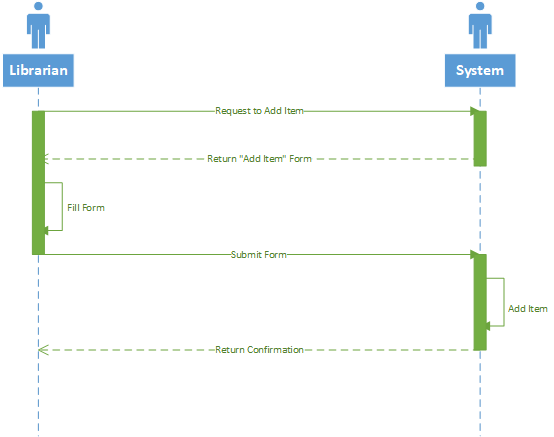 Librarian
System
Request to Add Item
Return "Add Item" Form
Fill Form
Submit Form
Add Item
Return Confirmation